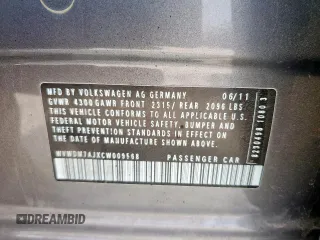 MFD BY VOLKSWAGEN AG GERMANY 06/11
GVWR 4300 GAWR FRONT 2315/ REAR 2096 LBS
THIS VEHICLE CONFORMS TO ALL APPLICABLE U.S.
FEDERAL MOTOR VEHICLE SAFETY, BUMPER, AND
THEFT PREVENTION STANDARDS IN EFFECT ON THE
DATE OF MANUFACTURE SHOWN ABOVE.
PASSENGER CAR
DREAMBID